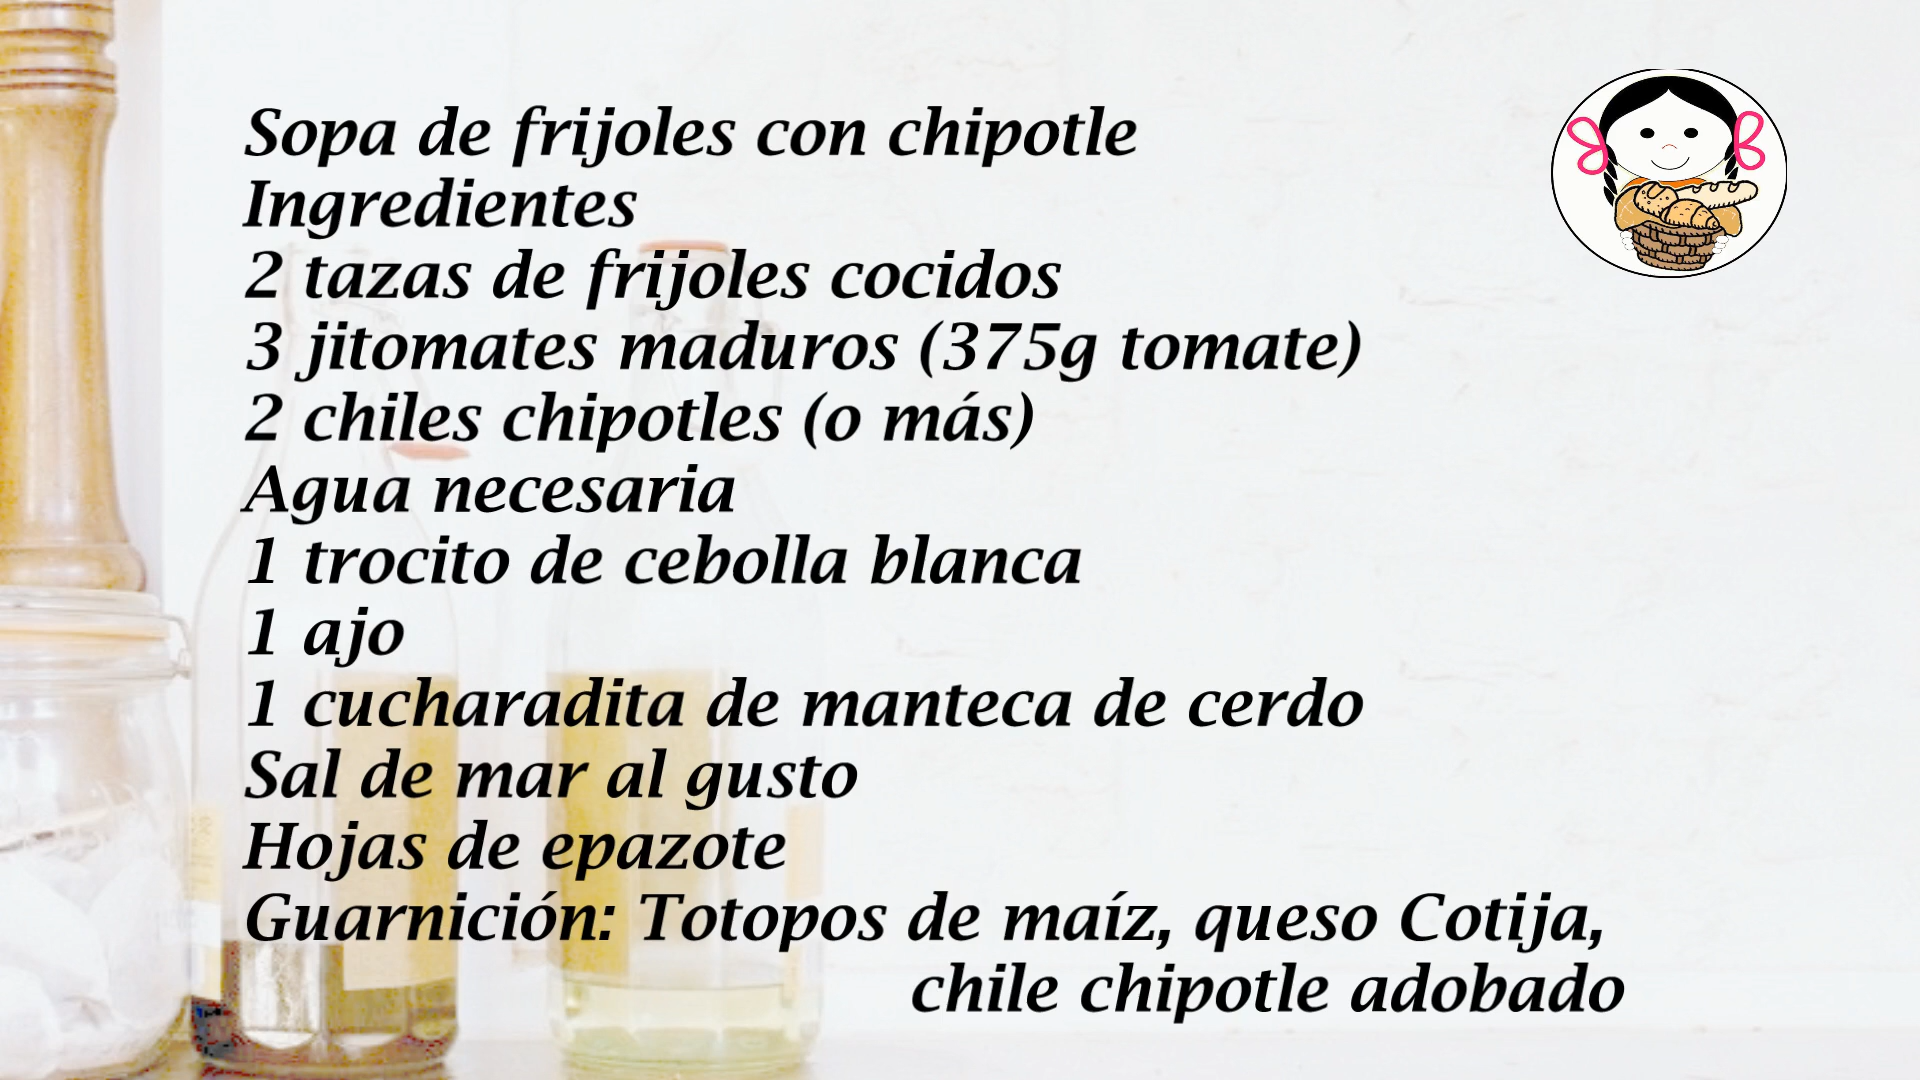 Sopa de frijoles con chipotle
Ingredientes
2 tazas de frijoles cocidos
3 jitomates maduros (375g tomate)
2 chiles chipotles (o más)
Agua necesaria
1 trocito de cebolla blanca
1 ajo
1 cucharadita de manteca de cerdo
Sal de mar al gusto
Hojas de epazote
Guarnición: Totopos de maíz, queso Cotija,
chile chipotle adobado